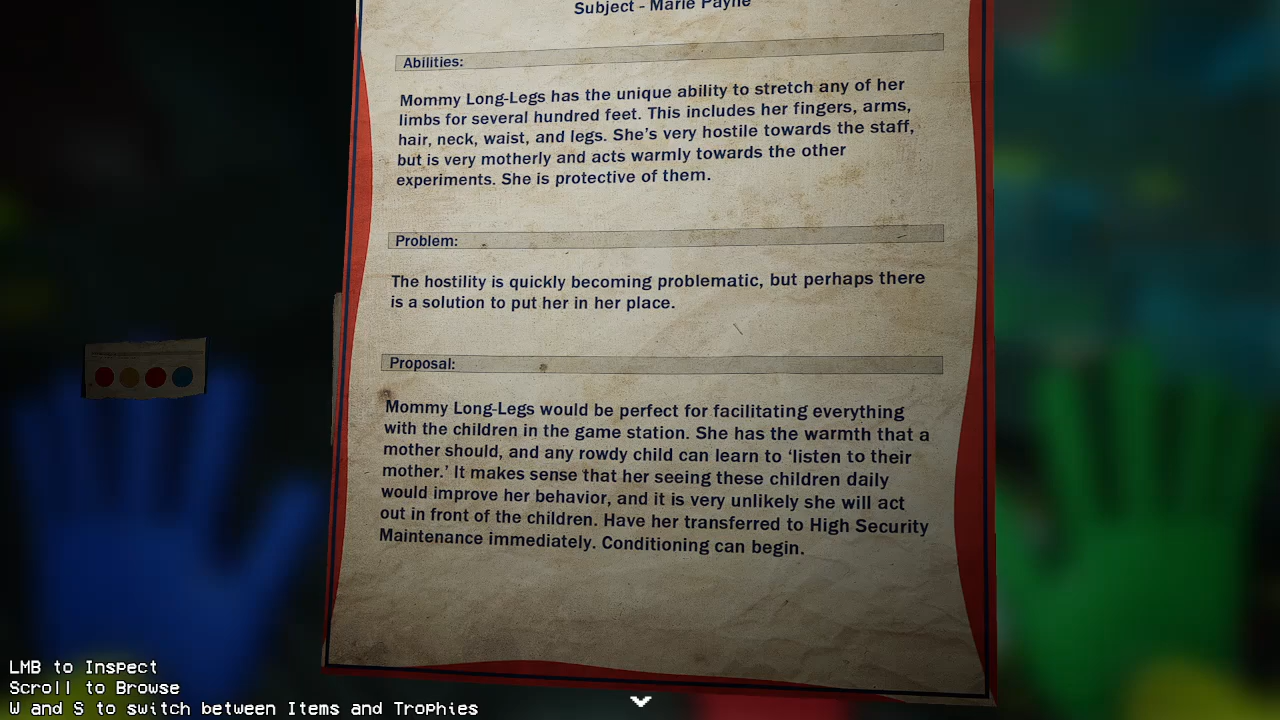 Subject - Marie Payne
Abilities:
Mommy Long-Legs has the unique ability to stretch any of her
limbs for several hundred feet. This includes her fingers, arms,
hair, neck, waist, and legs. She's very hostile towards the staff,
but is very motherly and acts warmly towards the other
experiments. She is protective of them.
Problem:
The hostility is quickly becoming problematic, but perhaps there
is a solution to put her in her place.
Proposal:
Mommy Long-Legs would be perfect for facilitating everything
with the children in the game station. She has the warmth that a
mother should, and any rowdy child can learn to ‘listen to their
mother.’ It makes sense that her seeing these children daily
would improve her behavior, and it is very unlikely she will act
out in front of the children. Have her transferred to High Security
Maintenance immediately. Conditioning can begin.
LMB to Inspect
Scroll to Browse
W and S to switch between Items and Trophies